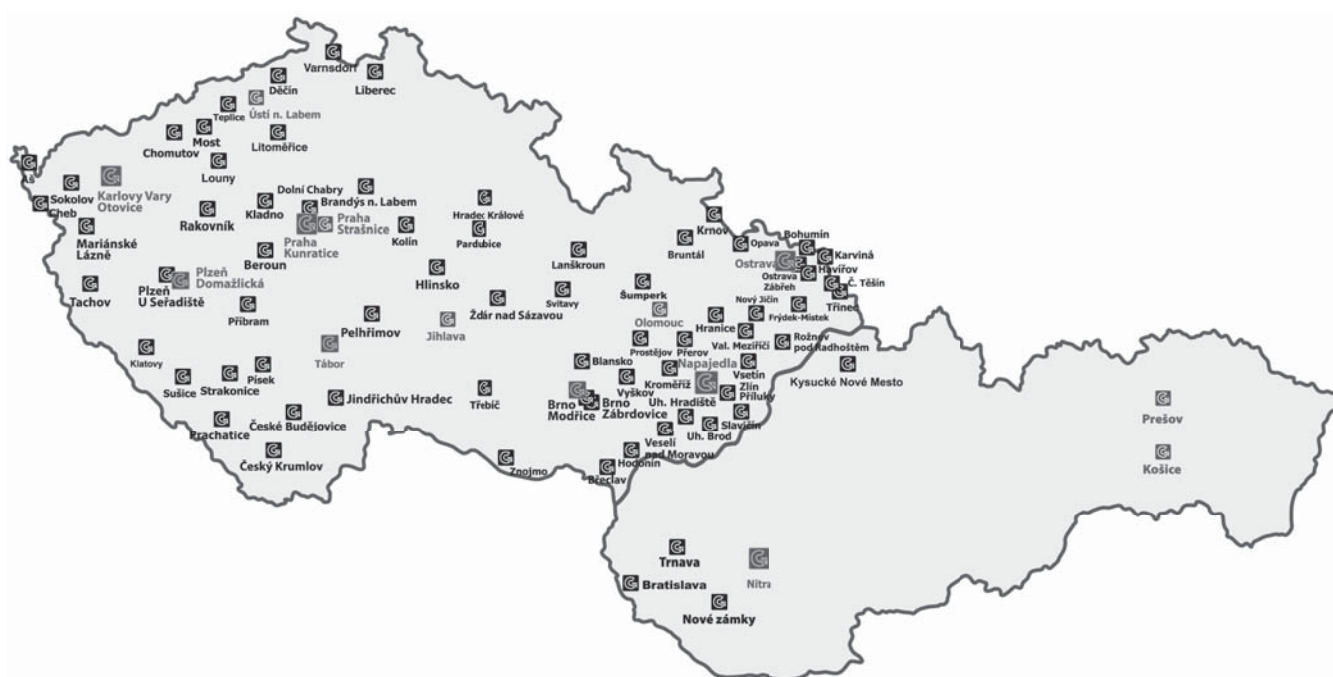 Varnsdorf
Děčín
Liberec
Teplice
Ústí n. Labem
Most
Chomutov
Litoměřice
Louny
Aš
Sokolov
Cheb
Karlovy Vary
Otovice
Dolní Chabry
Brandýs n. Labem
Kladno
Rakovník
Praha
Strašnice
Praha
Kunratice
Kolín
Hradec Králové
Pardubice
Mariánské
Lázně
Beroun
Plzeň
Domažlická
Plzeň
U Seřadiště
Tachov
Příbram
Hlinsko
Lanškroun
Svitavy
Žďár nad Sázavou
Pelhřimov
Jihlava
Tábor
Krnov
Bruntál
Opava
Bohumín
Karviná
Ostrava
Havířov
Ostrava
Zábřeh
Č. Těšín
Třinec
Šumperk
Olomouc
Nový Jičín
Frýdek-Místek
Hranice
Val. Meziříčí
Rožnov
pod Radhoštěm
Prostějov
Přerov
Napajedla
Vsetín
Kysucké Nové Mesto
Klatovy
Sušice
Strakonice
Písek
Jindřichův Hradec
Třebíč
Blansko
Vyškov
Kroměříž
Zlín
Příluky
Brno
Modřice
Brno
Zábrdovice
Uh. Hradiště
Uh. Brod
Slavičín
Veselí
nad Moravou
Prachatice
České Budějovice
Český Krumlov
Znojmo
Hodonín
Břeclav
Prešov
Košice
Trnava
Nitra
Bratislava
Nové zámky